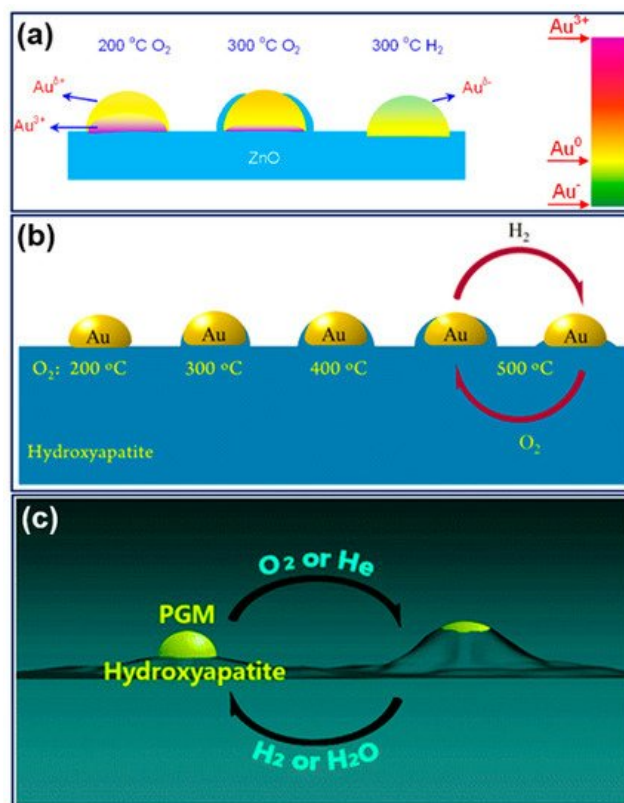 (a)
200 °C O2
300 °C O2
300 °C H2
Au3+
Auδ+
Auδ-
Au3+
Au0
ZnO
Au-
(b)
H2
Au
Au
Au
Au
Au
O2: 200 °C
300 °C
400 °C
500 °C
O2
Hydroxyapatite
(c)
O2 or He
PGM
Hydroxyapatite
H2 or H2O